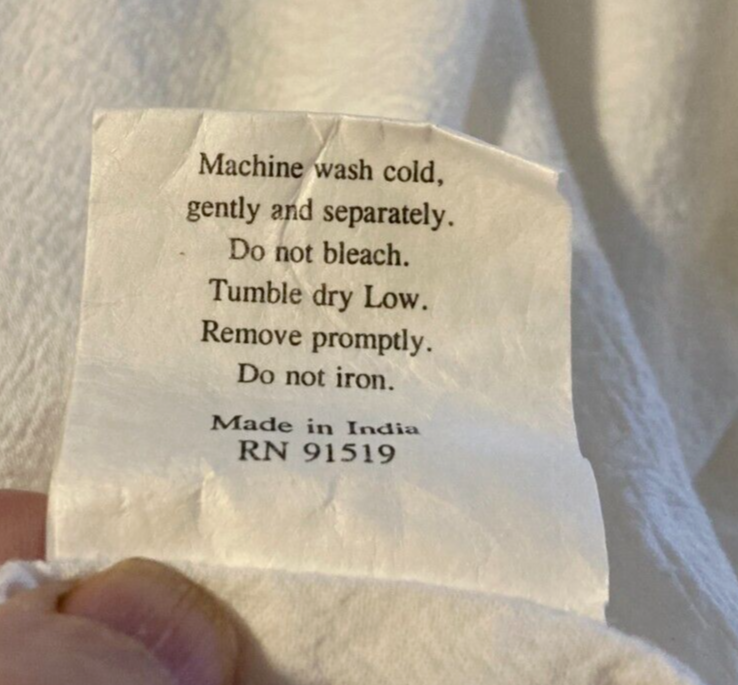 Machine wash cold,
gently and separately.
Do not bleach.
Tumble dry Low.
Remove promptly.
Do not iron.
Made in India
RN 91519